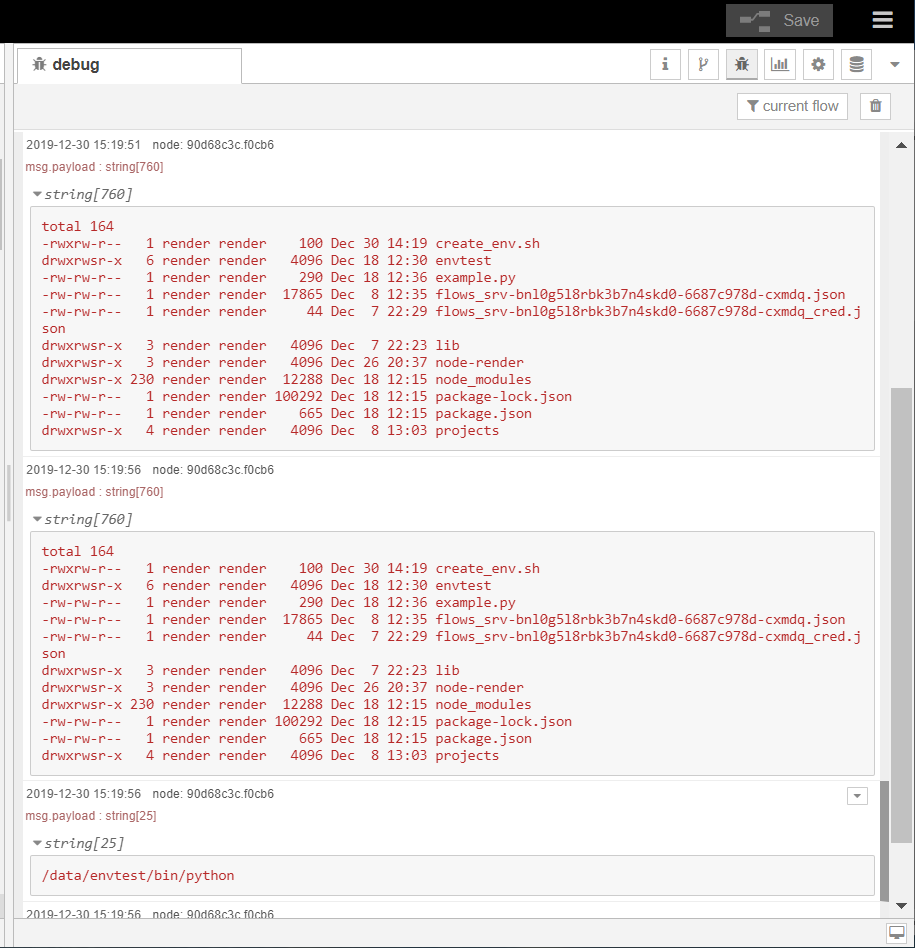 Save
debug
current flow
2019-12-30 15:19:51 node: 90d68c3c.f0cb6
msg.payload : string[760]
string[760]
total 164
-rwxrw-r--   1 render render    100 Dec 30 14:19 create_env.sh
drwxrwsr-x   6 render render   4096 Dec 18 12:30 envtest
-rw-rw-r--   1 render render    290 Dec 18 12:36 example.py
-rw-rw-r--   1 render render  17865 Dec  8 12:35 flows_srv-bnl0g5l8rbk3b7n4skd0-6687c978d-cxmdq.json
-rw-rw-r--   1 render render     44 Dec  7 22:29 flows_srv-bnl0g5l8rbk3b7n4skd0-6687c978d-cxmdq_cred.j
son
drwxrwsr-x   3 render render   4096 Dec  7 22:23 lib
drwxrwsr-x   3 render render   4096 Dec 26 20:37 node-render
drwxrwsr-x 230 render render  12288 Dec 18 12:15 node_modules
-rw-rw-r--   1 render render 100292 Dec 18 12:15 package-lock.json
-rw-rw-r--   1 render render    665 Dec 18 12:15 package.json
drwxrwsr-x   4 render render   4096 Dec  8 13:03 projects
2019-12-30 15:19:56 node: 90d68c3c.f0cb6
msg.payload : string[760]
string[760]
total 164
-rwxrw-r--   1 render render    100 Dec 30 14:19 create_env.sh
drwxrwsr-x   6 render render   4096 Dec 18 12:30 envtest
-rw-rw-r--   1 render render    290 Dec 18 12:36 example.py
-rw-rw-r--   1 render render  17865 Dec  8 12:35 flows_srv-bnl0g5l8rbk3b7n4skd0-6687c978d-cxmdq.json
-rw-rw-r--   1 render render     44 Dec  7 22:29 flows_srv-bnl0g5l8rbk3b7n4skd0-6687c978d-cxmdq_cred.j
son
drwxrwsr-x   3 render render   4096 Dec  7 22:23 lib
drwxrwsr-x   3 render render   4096 Dec 26 20:37 node-render
drwxrwsr-x 230 render render  12288 Dec 18 12:15 node_modules
-rw-rw-r--   1 render render 100292 Dec 18 12:15 package-lock.json
-rw-rw-r--   1 render render    665 Dec 18 12:15 package.json
drwxrwsr-x   4 render render   4096 Dec  8 13:03 projects
2019-12-30 15:19:56 node: 90d68c3c.f0cb6
msg.payload : string[25]
string[25]
/data/envtest/bin/python
2019-12-30 15:19:56 node: 90d68c3c.f0cb6